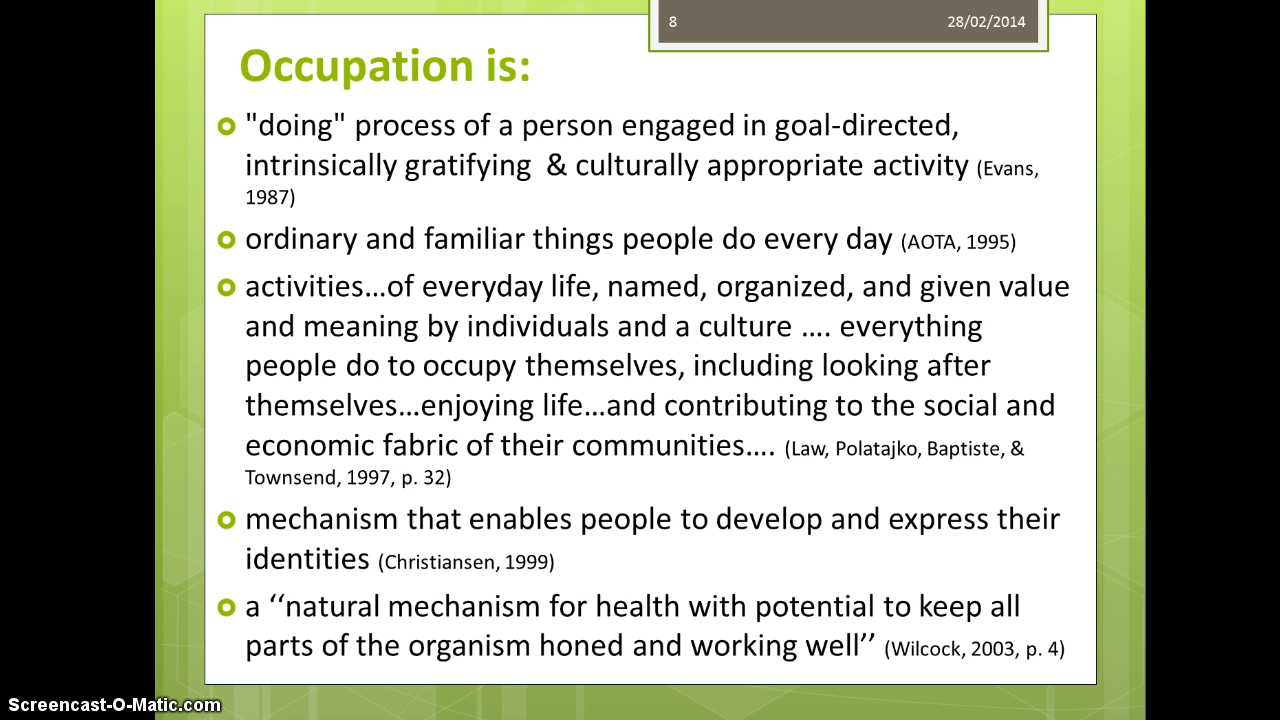 8 28/02/2014
Occupation is:
"doing" process of a person engaged in goal-directed,
intrinsically gratifying  & culturally appropriate activity (Evans,
1987)
ordinary and familiar things people do every day (AOTA, 1995)
activities…of everyday life, named, organized, and given value
and meaning by individuals and a culture …. everything
people do to occupy themselves, including looking after
themselves…enjoying life…and contributing to the social and
economic fabric of their communities…. (Law, Polatajko, Baptiste, &
Townsend, 1997, p. 32)
mechanism that enables people to develop and express their
identities (Christiansen, 1999)
a ‘‘natural mechanism for health with potential to keep all
parts of the organism honed and working well’’ (Wilcock, 2003, p. 4)
Screencast-O-Matic.com